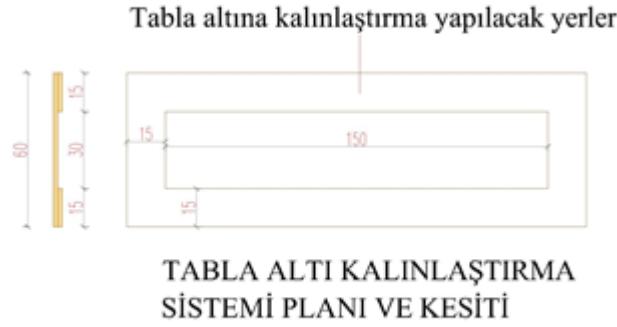 Tabla altına kalınlaştırma yapılacak yerler
15
60
30
15
15
150
15
TABLA ALTI KALINLAŞTIRMA
SİSTEMİ PLANI VE KESİTİ